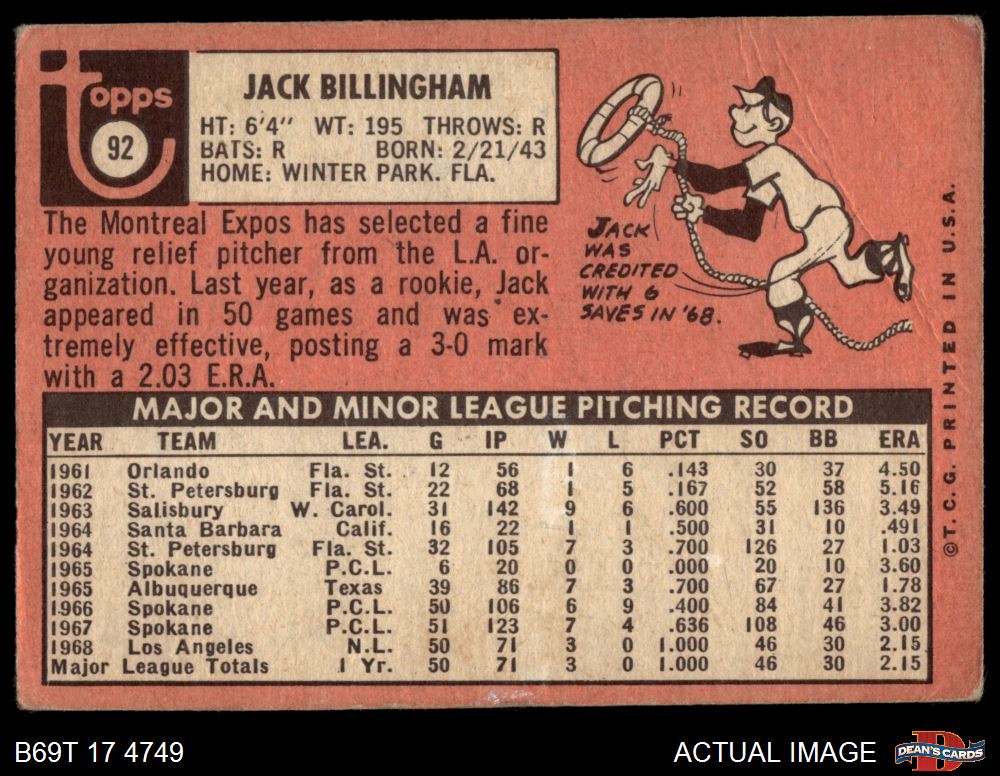 Topps
92
JACK BILLINGHAM
HT: 6'4" WT: 195 THROWS: R
BATS: R BORN: 2/21/43
HOME: WINTER PARK. FLA.
The Montreal Expos has selected a fine
young relief pitcher from the L.A. or-
ganization. Last year, as a rookie, Jack
appeared in 50 games and was ex-
tremely effective, posting a 3-0 mark
with a 2.03 E.R.A.
JACK
WAS
CREDITED
WITH 6
SAVES IN '68.
©T.C.G. PRINTED IN U.S.A.
MAJOR AND MINOR LEAGUE PITCHING RECORD
YEAR TEAM LEA. G IP W L PCT SO BB ERA
1961 Orlando Fla. St. 12 56 1 6 .143 30 37 4.50
1962 St. Petersburg Fla. St. 22 68 1 5 .167 52 58 5.16
1963 Salisbury W. Carol. 31 142 9 6 .600 55 136 3.49
1964 Santa Barbara Calif. 16 22 1 1 .500 31 10 .491
1964 St. Petersburg Fla. St. 32 105 7 3 .700 126 27 1.03
1965 Spokane P.C.L. 6 20 0 0 .000 20 10 3.60
1965 Albuquerque Texas 39 86 7 3 .700 67 27 1.78
1966 Spokane P.C.L. 50 106 6 9 .400 84 41 3.82
1967 Spokane P.C.L. 51 123 7 4 .636 108 46 3.00
1968 Los Angeles N.L. 50 71 3 0 1.000 46 30 2.15
Major League Totals 1 Yr. 50 71 3 0 1.000 46 30 2.15
B69T 17 4749
ACTUAL IMAGE
D
DEAN'S CARDS